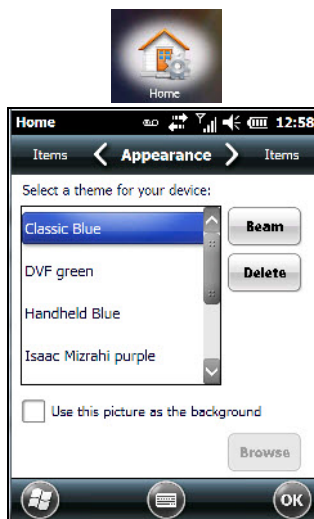 Home
Home 12:58
Items Appearance Items
Select a theme for your device:
Classic Blue
Beam
DVF green
Delete
Handheld Blue
Isaac Mizrahi purple
Use this picture as the background
Browse
OK